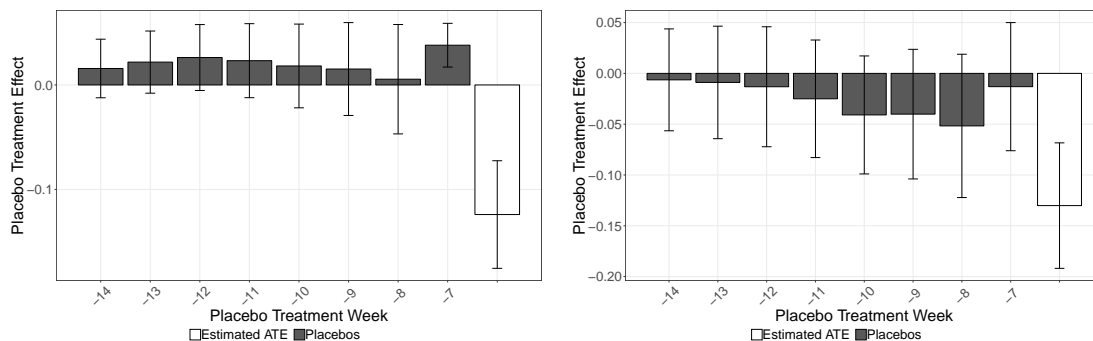 Placebo Treatment Effect
0.0
−0.1
−14 −13 −12 −11 −10 −9 −8 −7
Placebo Treatment Week
Estimated ATE Placebos
Placebo Treatment Effect
0.05
0.00
−0.05
−0.10
−0.15
−0.20
−14 −13 −12 −11 −10 −9 −8 −7
Placebo Treatment Week
Estimated ATE Placebos